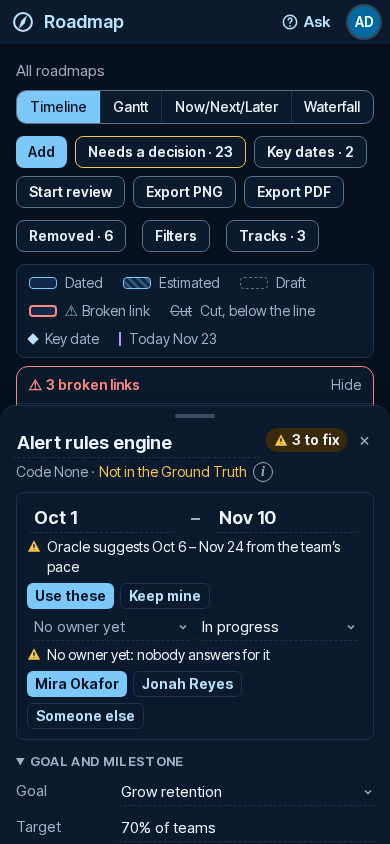 Roadmap
Ask
AD
All roadmaps
Timeline Gantt Now/Next/Later Waterfall
Add Needs a decision · 23 Key dates · 2
Start review Export PNG Export PDF
Removed · 6 Filters Tracks · 3
Dated Estimated Draft
⚠ Broken link Cut Cut, below the line
Key date Today Nov 23
⚠ 3 broken links Hide
Alert rules engine 3 to fix ×
Code None · Not in the Ground Truth i
Oct 1 – Nov 10
Oracle suggests Oct 6 – Nov 24 from the team's
pace
Use these Keep mine
No owner yet In progress
No owner yet: nobody answers for it
Mira Okafor Jonah Reyes
Someone else
▼ GOAL AND MILESTONE
Goal Grow retention
Target 70% of teams